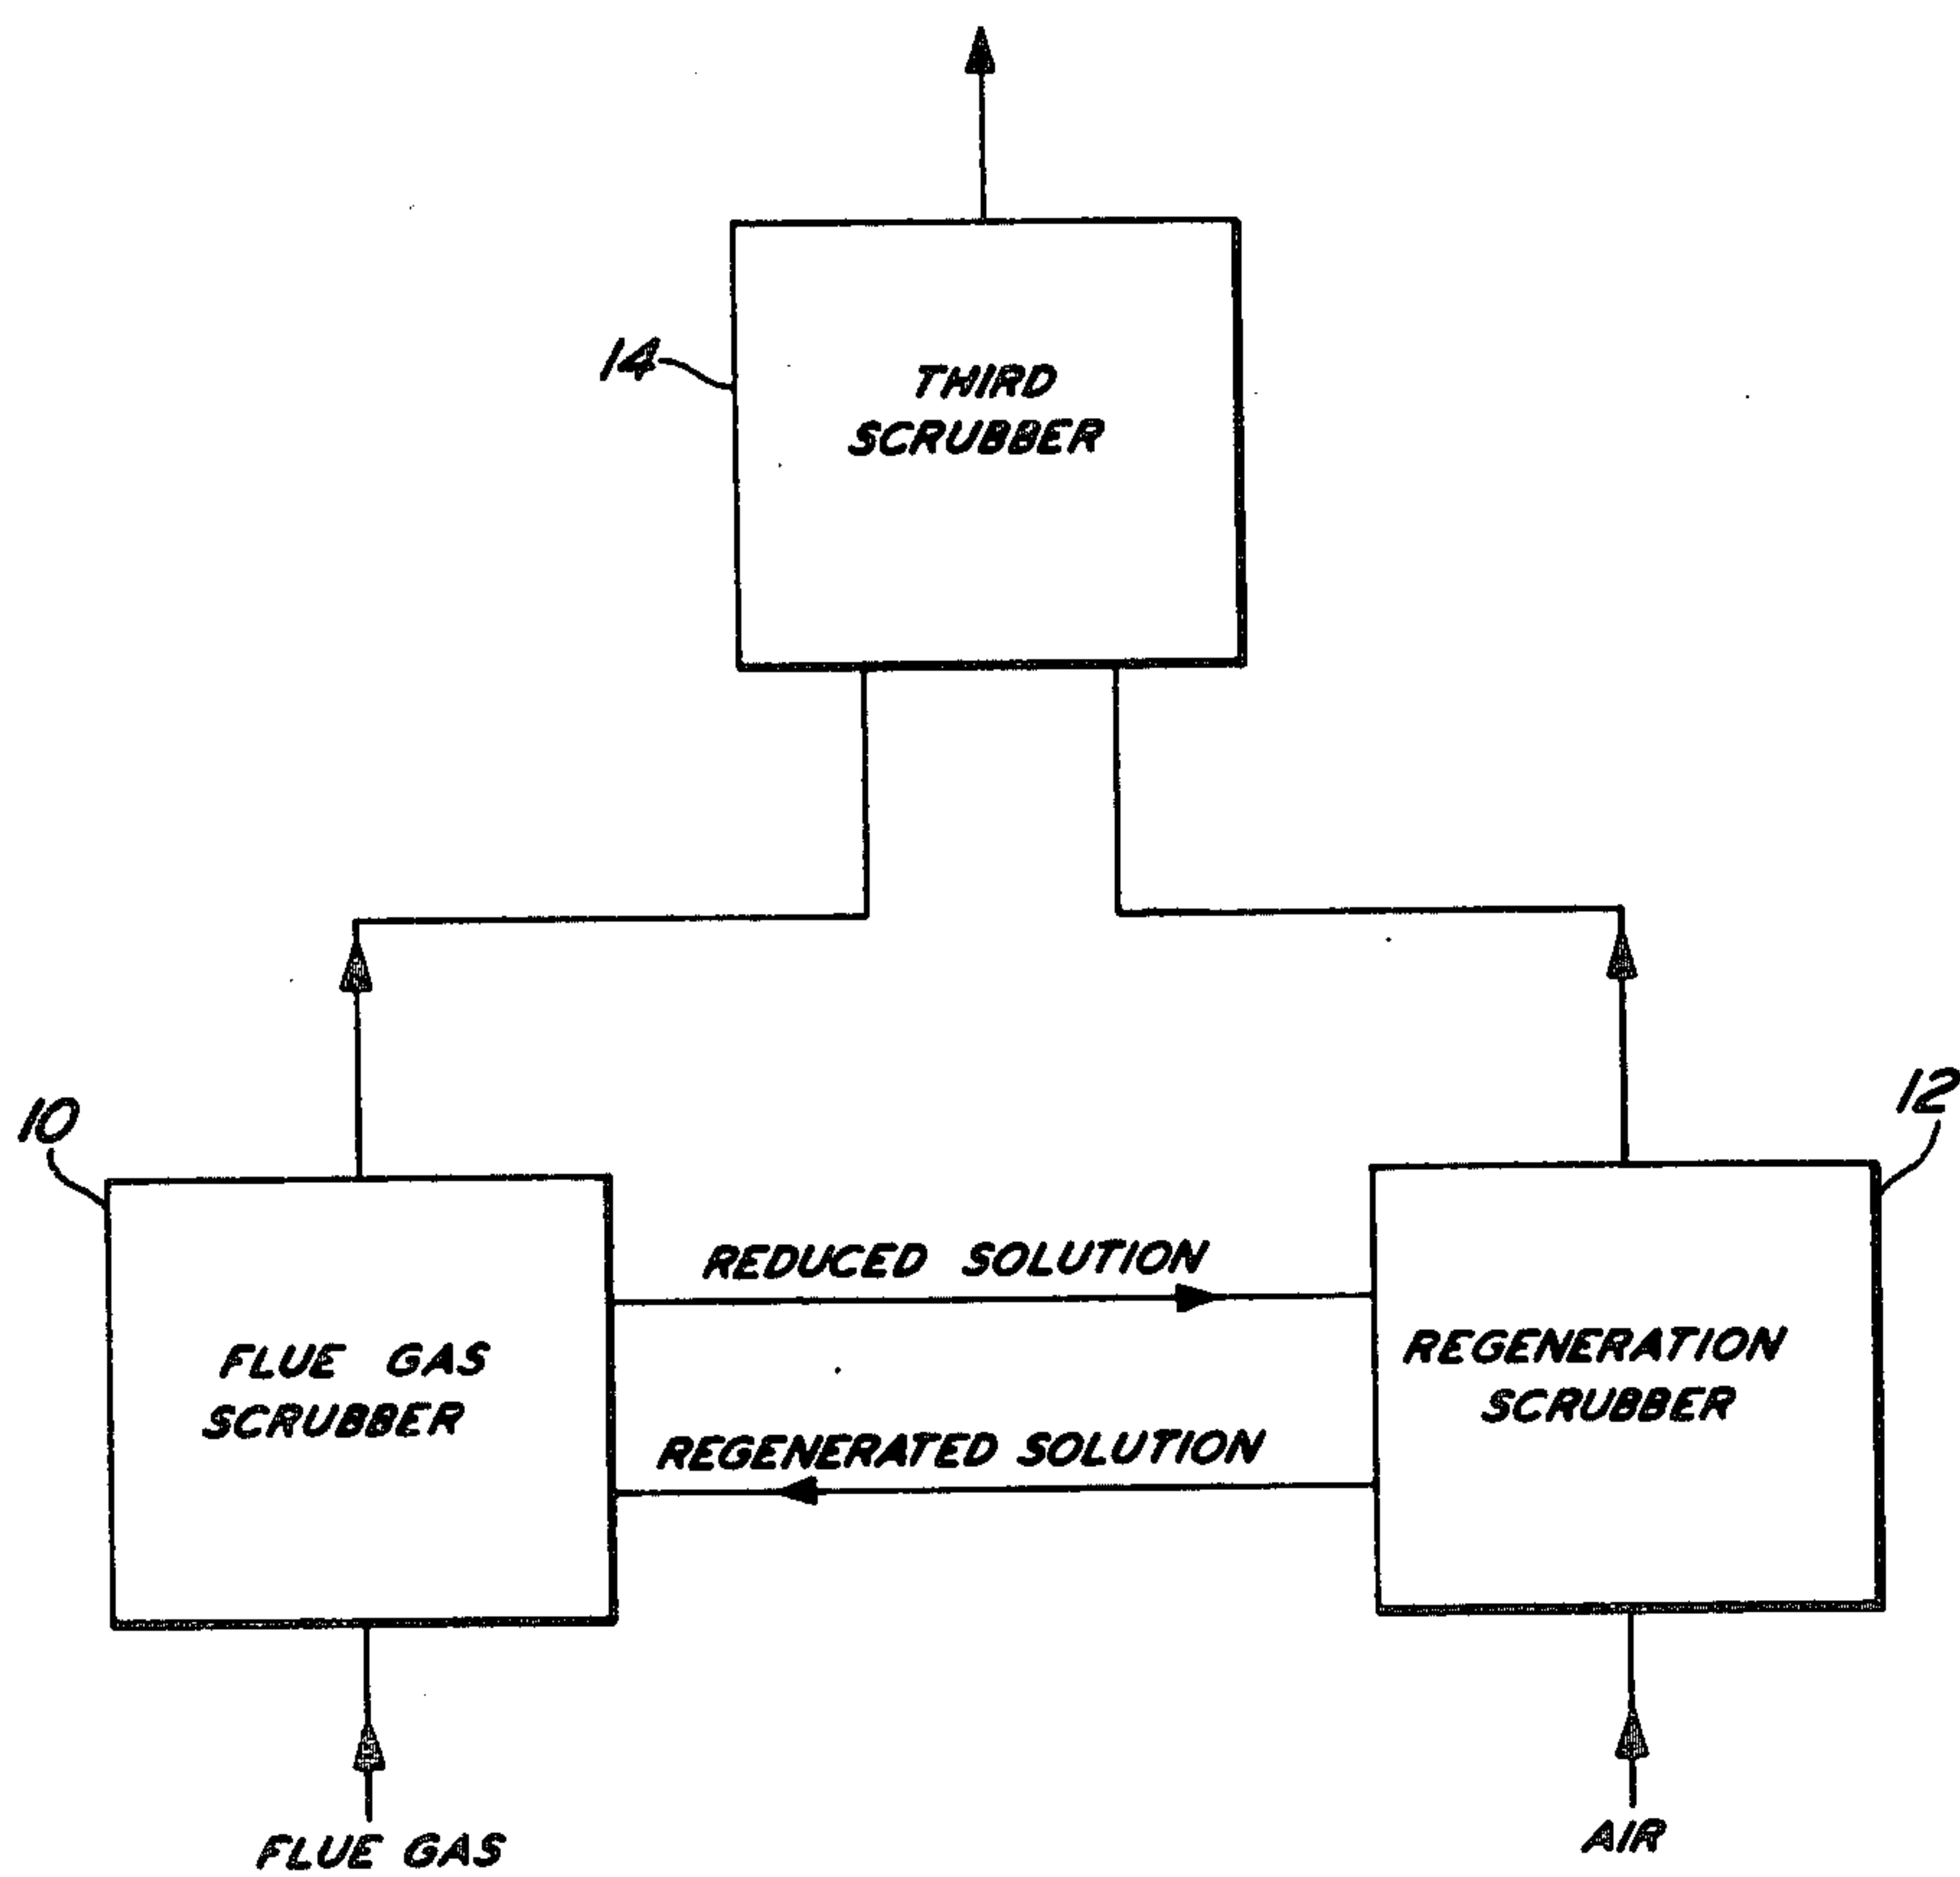 14
THIRD
SCRUBBER
10
12
REDUCED SOLUTION
FLUE GAS
SCRUBBER
REGENERATION
SCRUBBER
REGENERATED SOLUTION
FLUE GAS
AIR